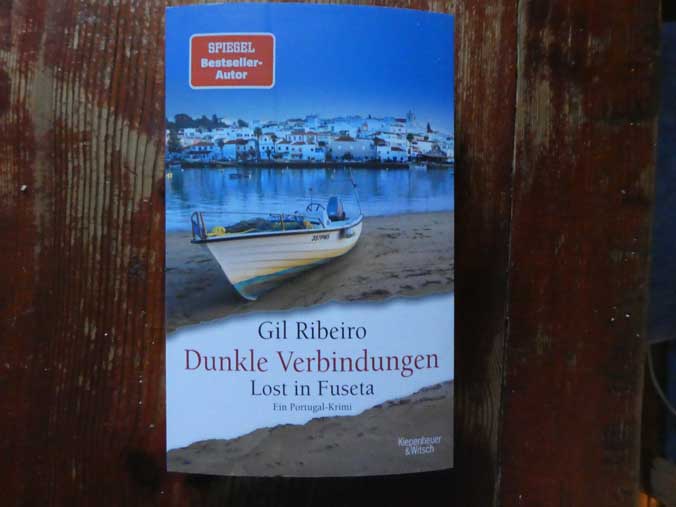 SPIEGEL
Bestseller-
Autor
Gil Ribeiro
Dunkle Verbindungen
Lost in Fuseta
Ein Portugal-Krimi
Kiepenheuer
& Witsch